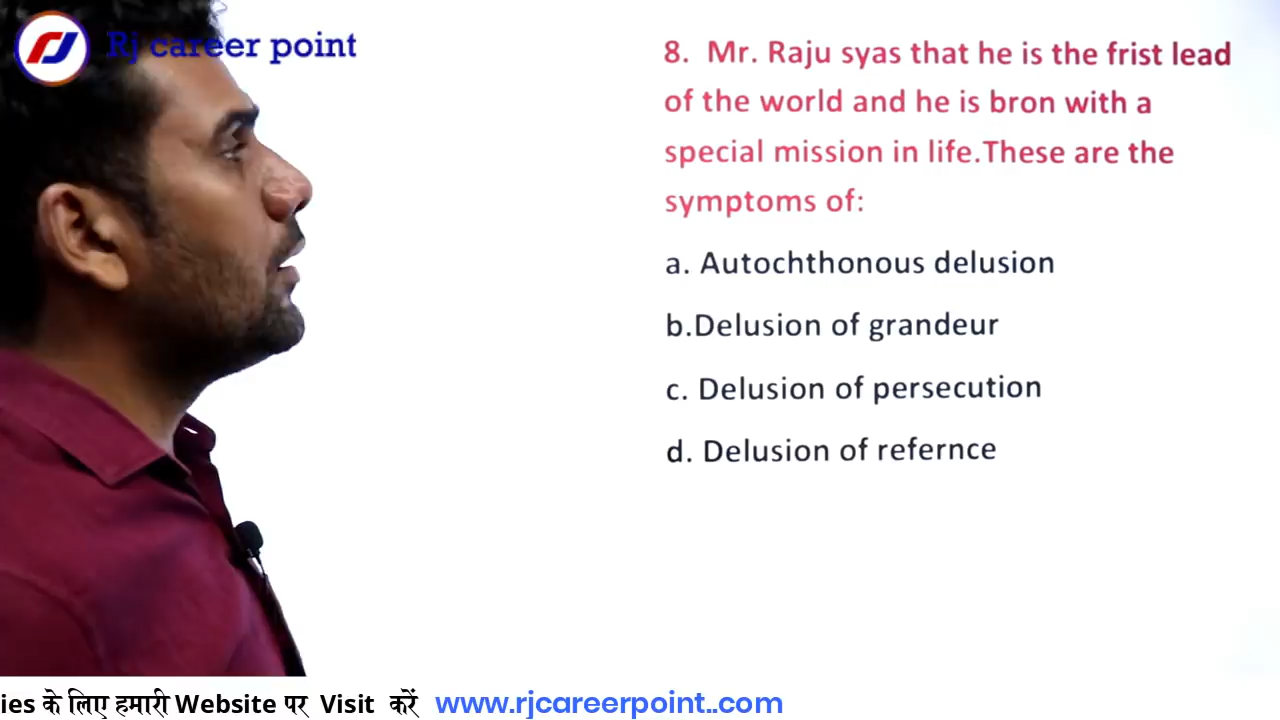 Rj career point
8. Mr. Raju syas that he is the frist lead
of the world and he is bron with a
special mission in life.These are the
symptoms of:
a. Autochthonous delusion
b.Delusion of grandeur
c. Delusion of persecution
d. Delusion of refernce
ies के लिए हमारी Website पर Visit करें www.rjcareerpoint..com